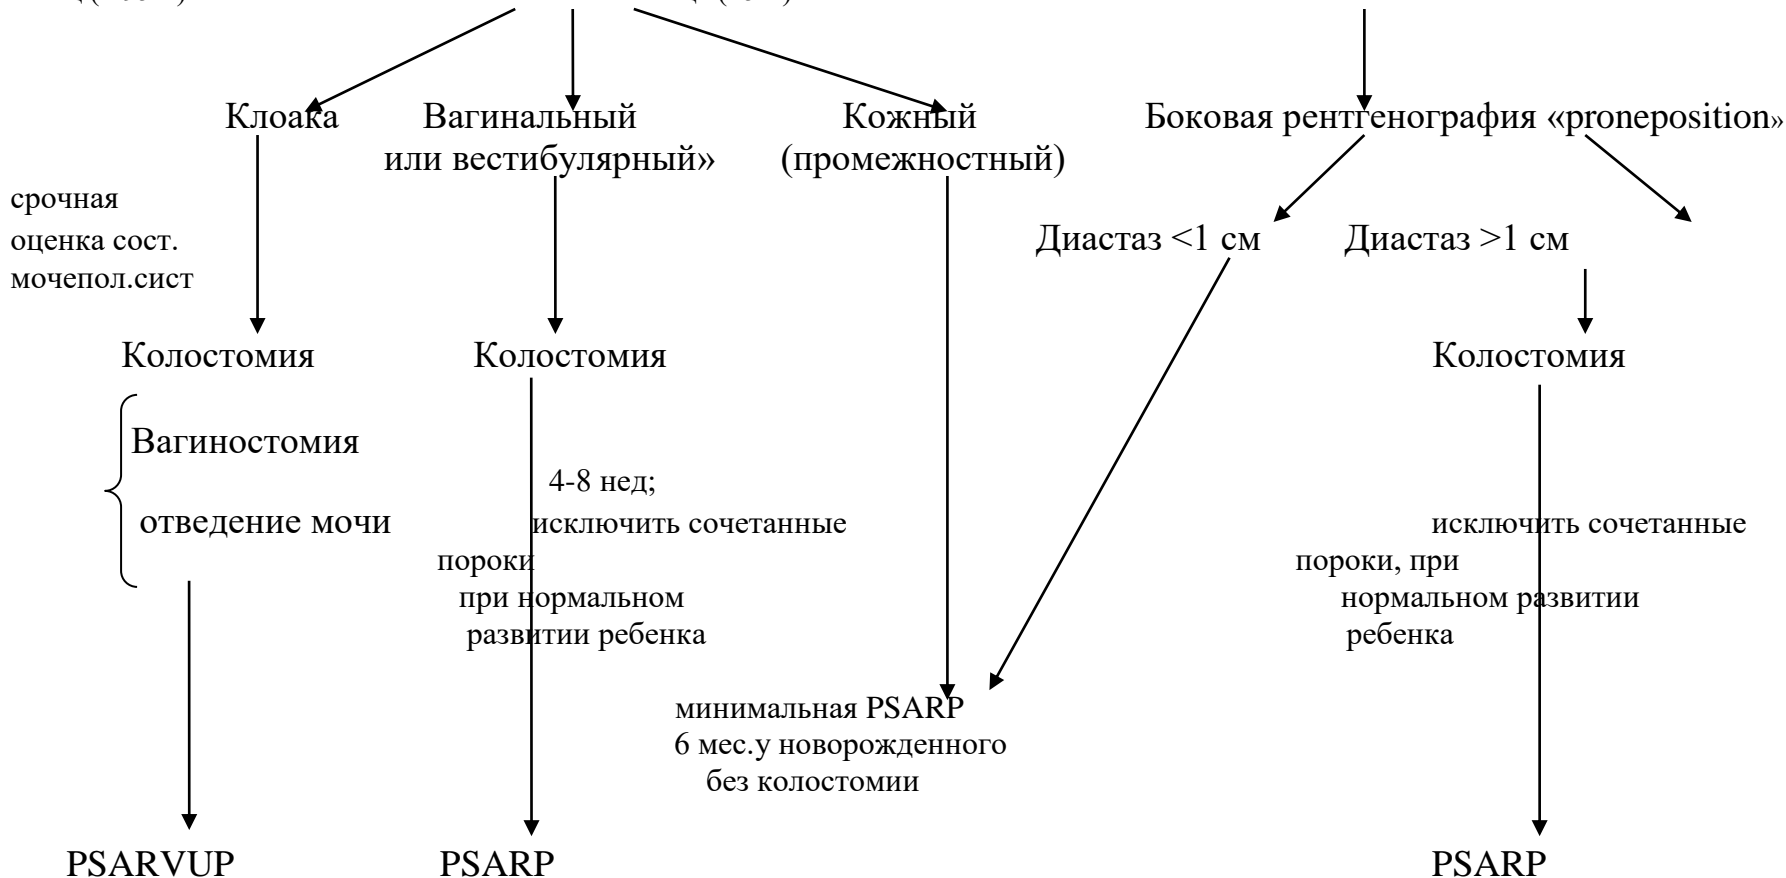 Клоака
Вагинальный
или вестибулярный»
Кожный
(промежностный)
Боковая рентгенография «proneposition»
срочная
оценка сост.
мочепол.сист
Диастаз <1 см
Диастаз >1 см
Колостомия
Колостомия
Колостомия
Вагиностомия
отведение мочи
4-8 нед;
исключить сочетанные
пороки
при нормальном
развитии ребенка
исключить сочетанные
пороки, при
нормальном развитии
ребенка
минимальная PSARP
6 мес.у новорожденного
без колостомии
PSARVUP
PSARP
PSARP